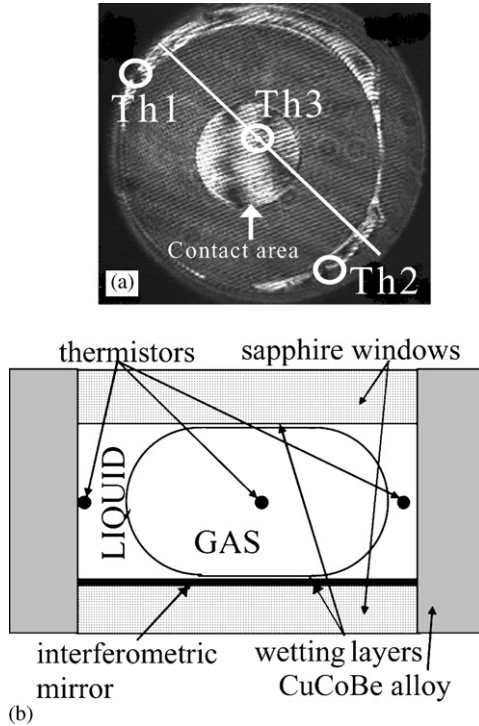 Th1
Th3
Contact area
(a)
Th2
thermistors
sapphire windows
LIQUID
GAS
interferometric
mirror
wetting layers
CuCoBe alloy
(b)